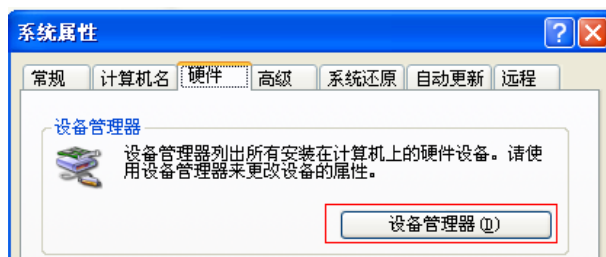 系统属性
常规 计算机名 硬件 高级 系统还原 自动更新 远程
设备管理器
设备管理器列出所有安装在计算机上的硬件设备。请使
用设备管理器来更改设备的属性。
设备管理器(D)